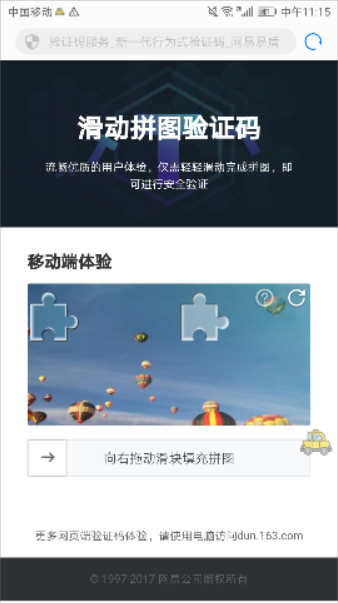 中国移动
中午11:15
验证码服务_新一代行为式验证码_网易易盾
滑动拼图验证码
流畅优质的用户体验，仅需轻轻滑动完成拼图，即
可进行安全验证
移动端体验
向右拖动滑块填充拼图
更多网页端验证码体验，请使用电脑访问dun.163.com
© 1997-2017 网易公司版权所有